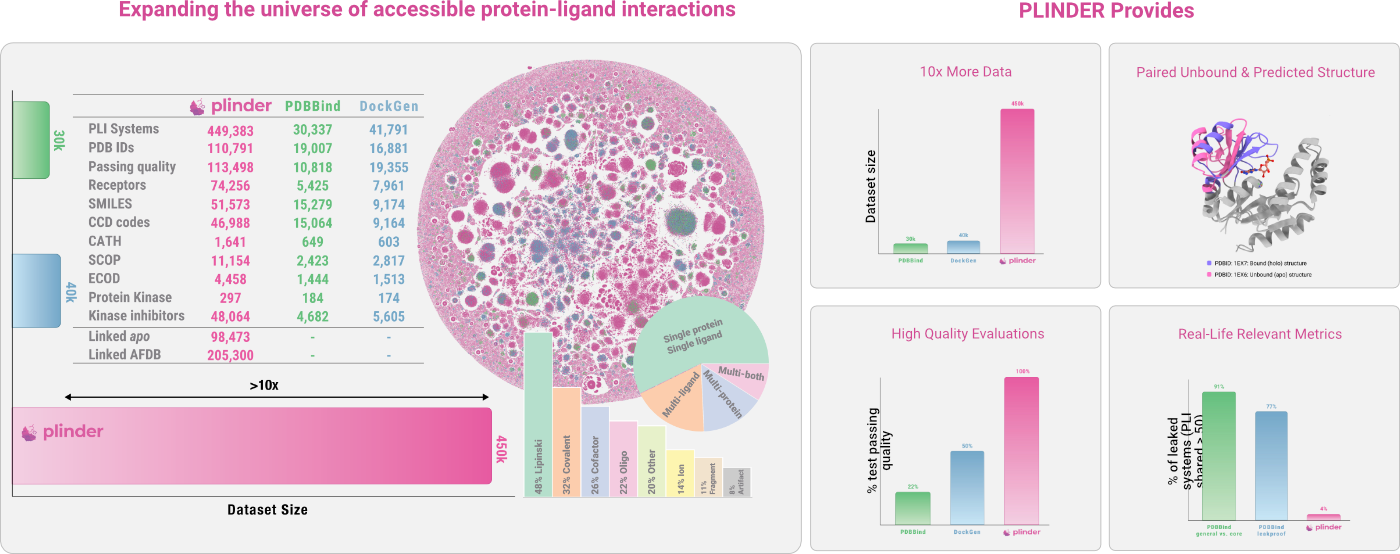 Expanding the universe of accessible protein-ligand interactions
plinder PDBBind DockGen
PLI Systems 449,383 30,337 41,791
PDB IDs 110,791 19,007 16,881
Passing quality 113,498 10,818 19,355
Receptors 74,256 5,425 7,961
SMILES 51,573 15,279 9,174
CCD codes 46,988 15,064 9,164
CATH 1,641 649 603
SCOP 11,154 2,423 2,817
ECOD 4,458 1,444 1,513
Protein Kinase 297 184 174
Kinase inhibitors 48,064 4,682 5,605
Linked apo 98,473 - -
Linked AFDB 205,300 - -
30k
40k
>10x
plinder
450k
Dataset Size
Single protein
Single ligand
Multi-both
Multi-protein
Multi-ligand
48% Lipinski
32% Covalent
26% Cofactor
22% Oligo
20% Other
14% Ion
11%
Fragment
8%
Artifact
PLINDER Provides
10x More Data
Dataset size
30k
40k
450k
PDBBind
DockGen
plinder
Paired Unbound & Predicted Structure
PDBID: 1EX7: Bound (holo) structure
PDBID: 1EX6: Unbound (apo) structure
High Quality Evaluations
% test passing
quality
22%
50%
100%
PDBBind
DockGen
plinder
Real-Life Relevant Metrics
% of leaked
systems (PLI
shared > 50)
91%
77%
4%
PDBBind
general vs. core
PDBBind
leakproof
plinder